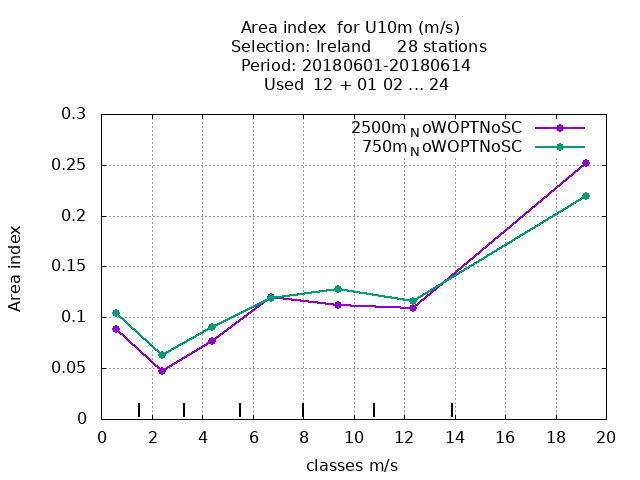 Area index  for U10m (m/s)
Selection: Ireland     28 stations
Period: 20180601-20180614
Used  12 + 01 02 ... 24
2500m_NoWOPTNoSC
750m_NoWOPTNoSC
0.3
0.25
0.2
0.15
0.1
0.05
0
Area index
0 2 4 6 8 10 12 14 16 18 20
classes m/s